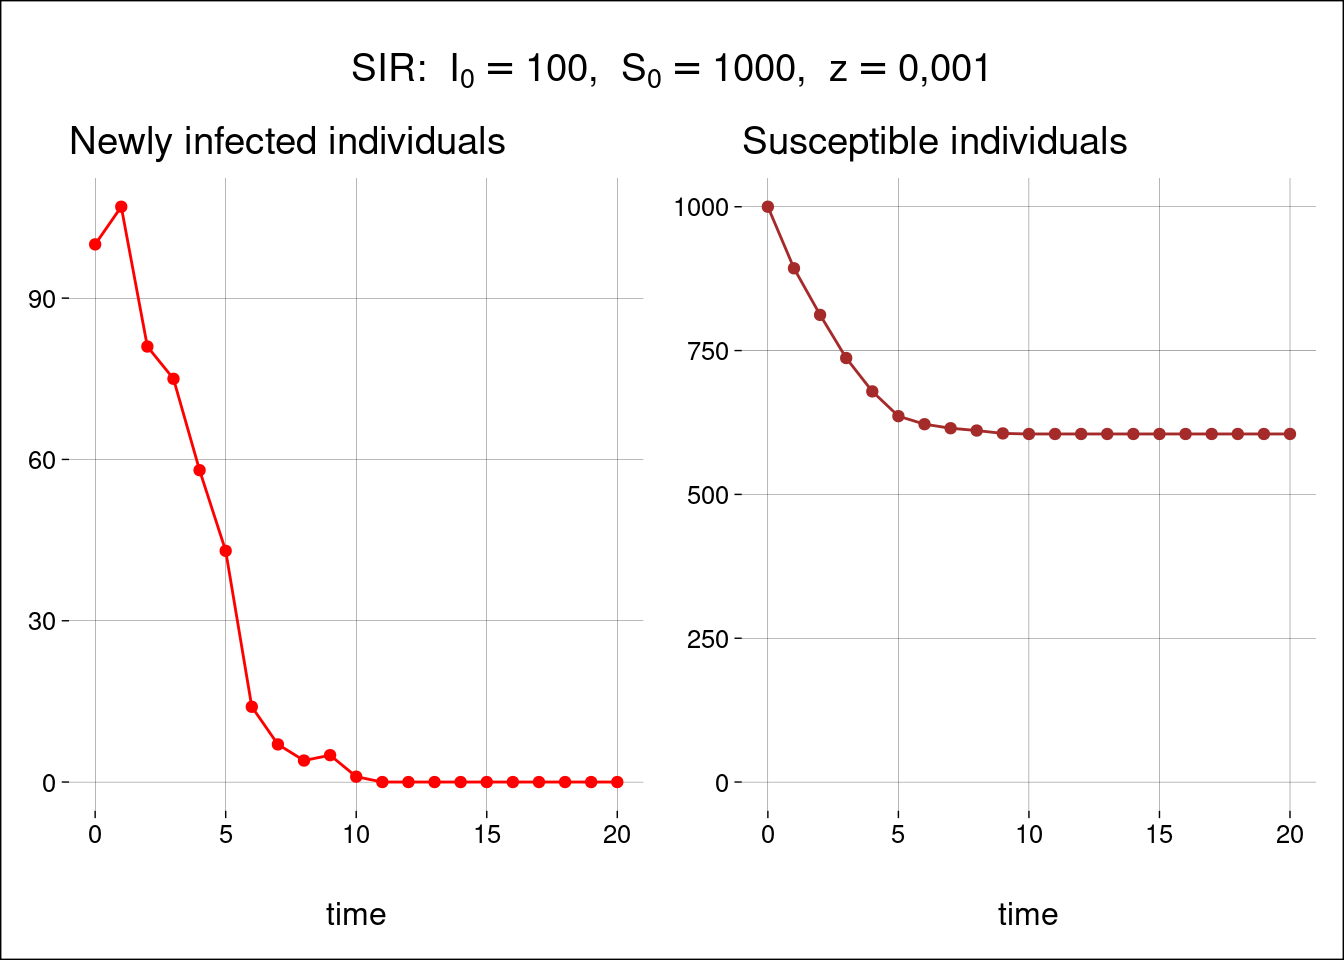 SIR: I₀ = 100, S₀ = 1000, z = 0,001
Newly infected individuals
90
60
30
0
0 5 10 15 20
time
Susceptible individuals
1000
750
500
250
0
0 5 10 15 20
time